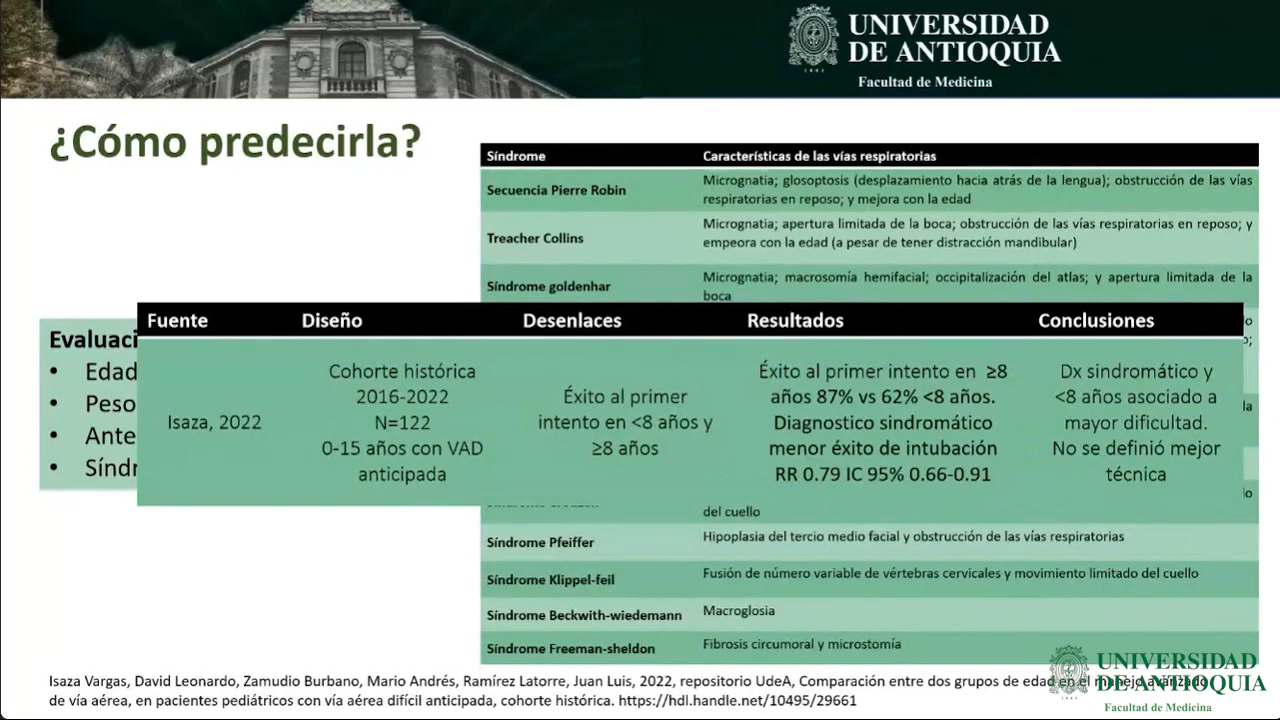 UNIVERSIDAD
DE ANTIOQUIA
1803
Facultad de Medicina
¿Cómo predecirla?
Síndrome
Características de las vías respiratorias
Secuencia Pierre Robin
Micrognatia; glosoptosis (desplazamiento hacia atrás de la lengua); obstrucción de las vías
respiratorias en reposo; y mejora con la edad
Treacher Collins
Micrognatia; apertura limitada de la boca; obstrucción de las vías respiratorias en reposo; y
empeora con la edad (a pesar de tener distracción mandibular)
Síndrome goldenhar
Micrognatia; macrosomía hemifacial; occipitalización del atlas; y apertura limitada de la
boca
Evaluaci
• Edad
• Peso
• Ante
• Síndr
Fuente
Diseño
Desenlaces
Resultados
Conclusiones
Isaza, 2022
Cohorte histórica
2016-2022
N=122
0-15 años con VAD
anticipada
Éxito al primer
intento en <8 años y
≥8 años
Éxito al primer intento en ≥8
años 87% vs 62% <8 años.
Diagnostico sindromático
menor éxito de intubación
RR 0.79 IC 95% 0.66-0.91
Dx sindromático y
<8 años asociado a
mayor dificultad.
No se definió mejor
técnica
del cuello
Síndrome Pfeiffer
Hipoplasia del tercio medio facial y obstrucción de las vías respiratorias
Síndrome Klippel-feil
Fusión de número variable de vértebras cervicales y movimiento limitado del cuello
Síndrome Beckwith-wiedemann
Macroglosia
Síndrome Freeman-sheldon
Fibrosis circumoral y microstomía
Isaza Vargas, David Leonardo, Zamudio Burbano, Mario Andrés, Ramírez Latorre, Juan Luis, 2022, repositorio UdeA, Comparación entre dos grupos de edad en el manejo avanzado
de vía aérea, en pacientes pediátricos con vía aérea difícil anticipada, cohorte histórica. https://hdl.handle.net/10495/29661
UNIVERSIDAD
DE ANTIOQUIA
Facultad de Medicina